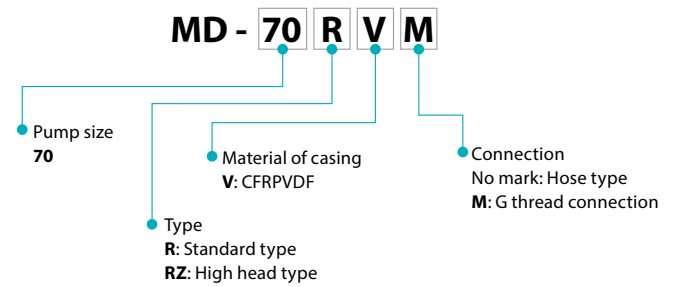 MD - 70 R V M
Pump size
70
Material of casing
V: CFRPVDF
Connection
No mark: Hose type
M: G thread connection
Type
R: Standard type
RZ: High head type